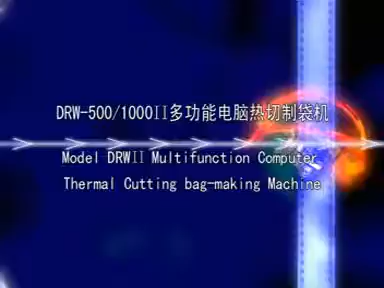 DRW-500/1000II多功能电脑热切制袋机
Model DRWII Multifunction Computer
Thermal Cutting bag-making Machine